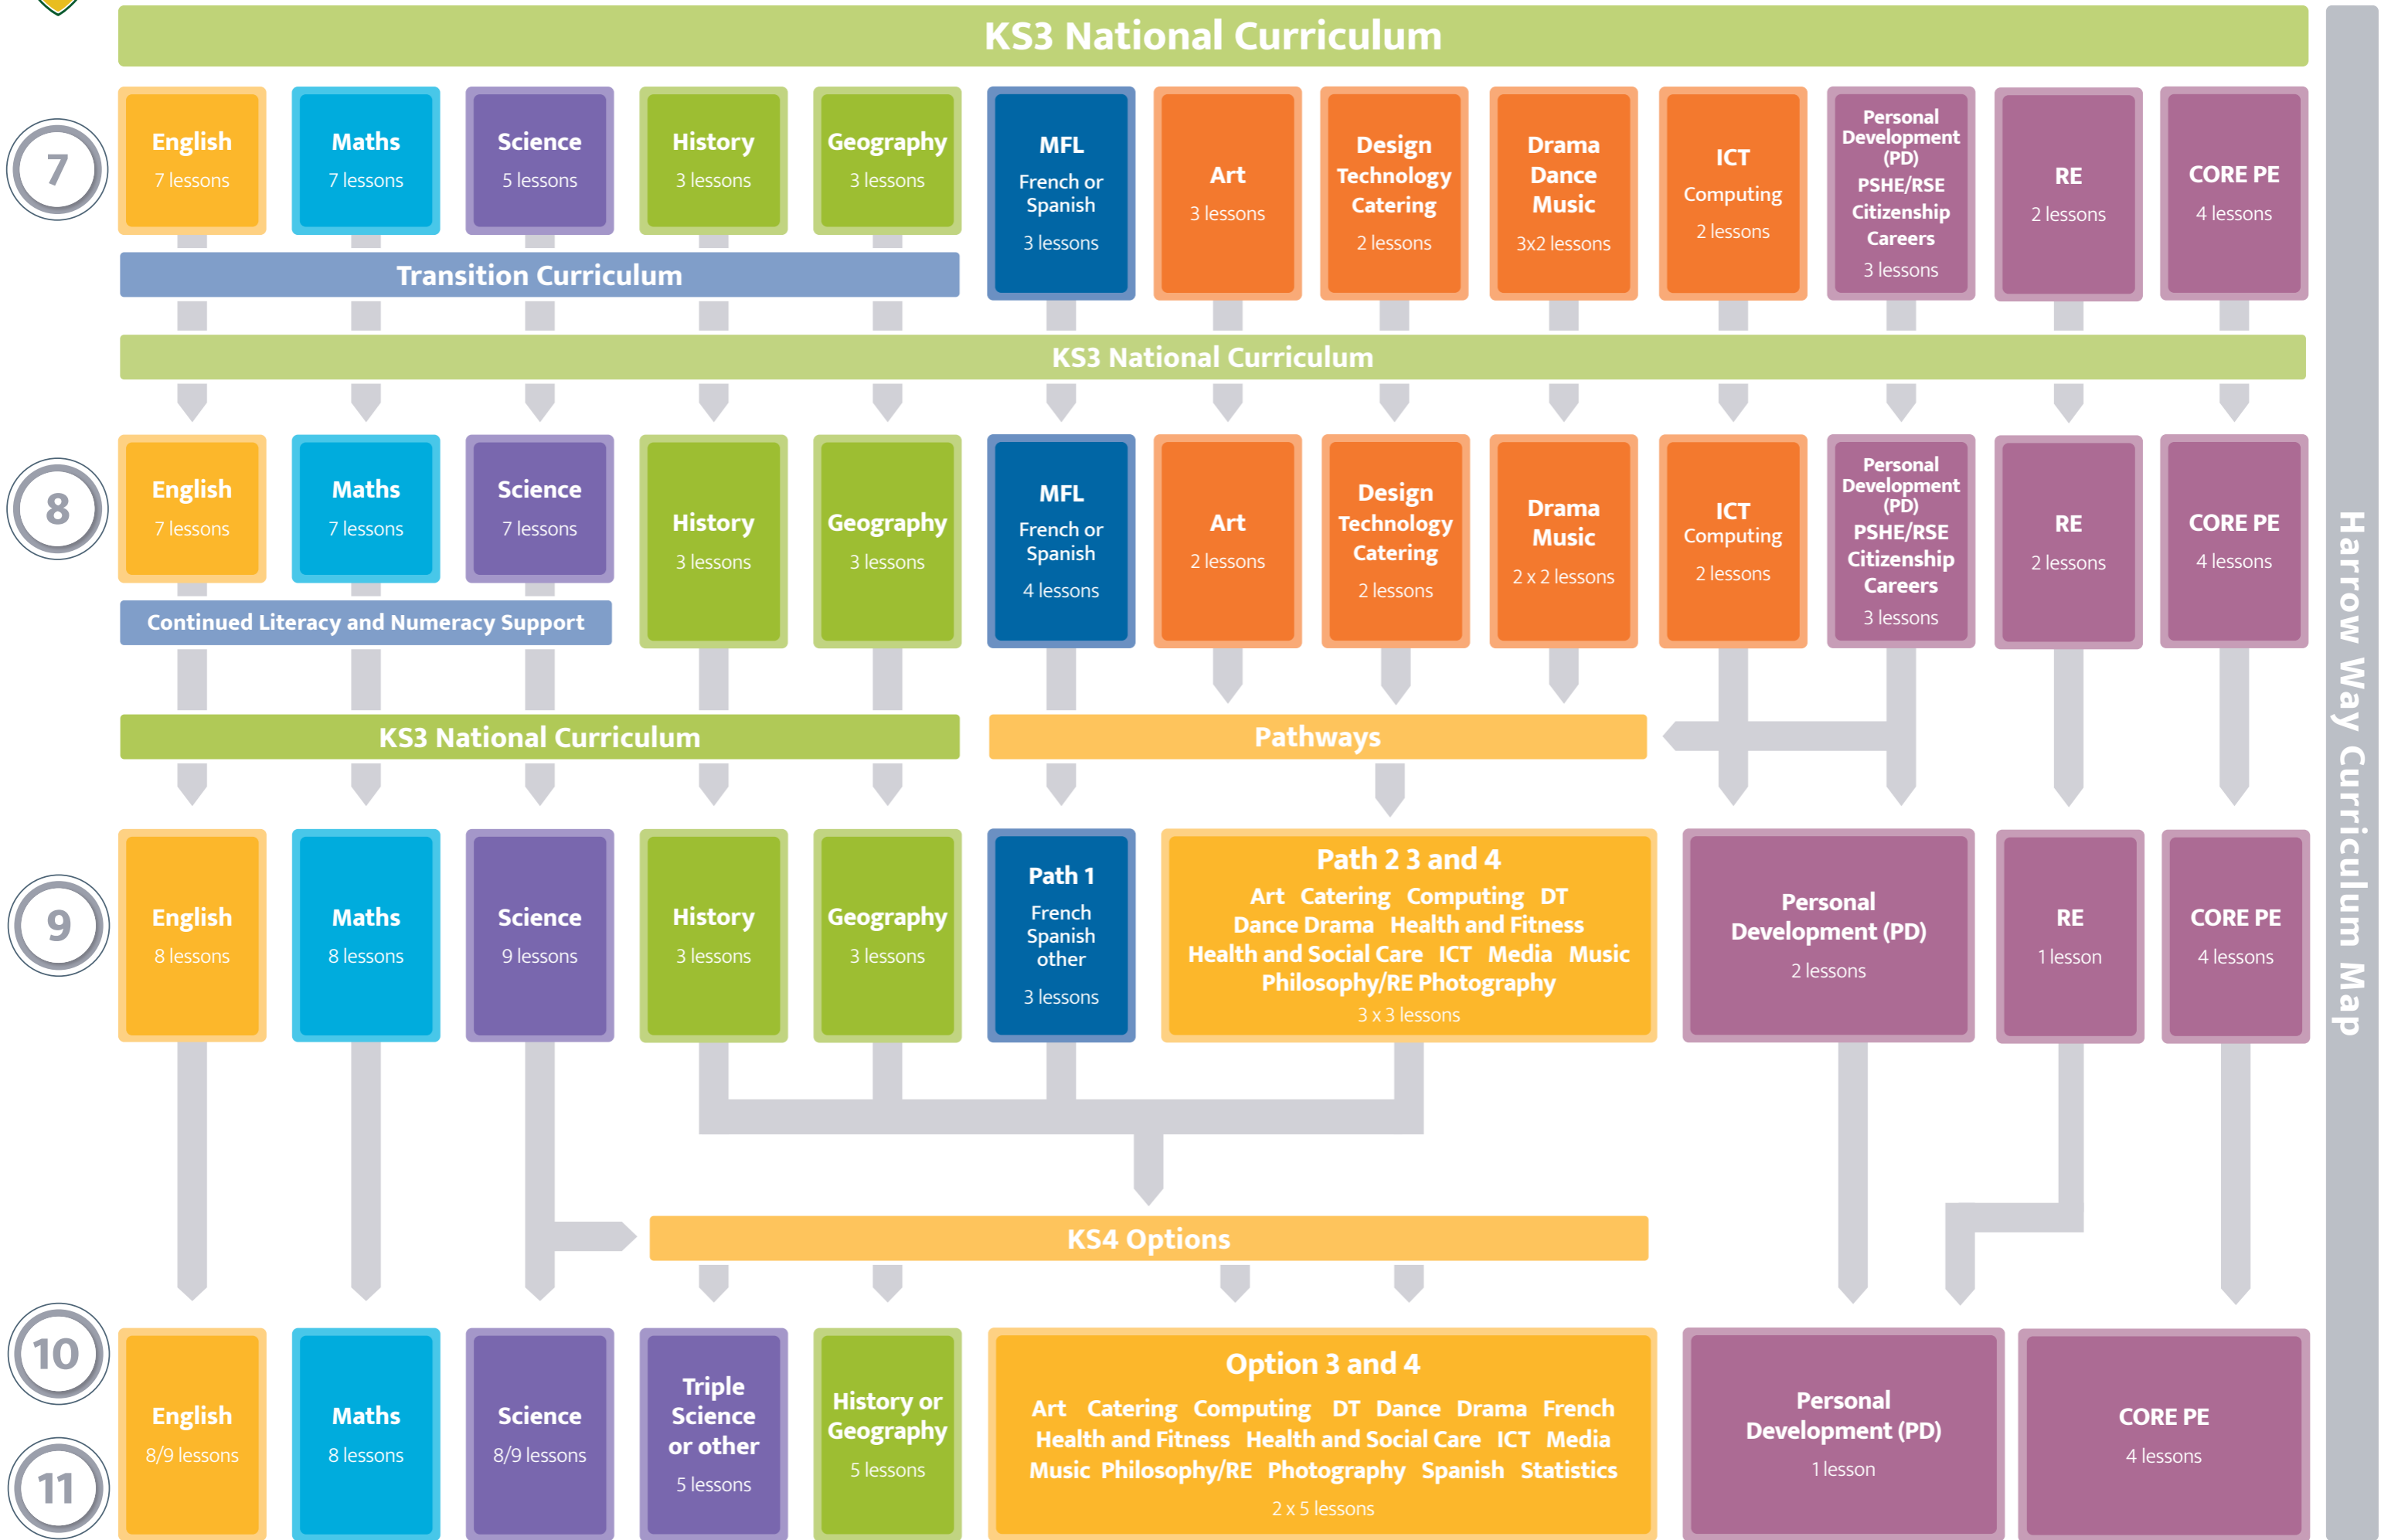 KS3 National Curriculum
7
English
7 lessons
Maths
7 lessons
Science
5 lessons
History
3 lessons
Geography
3 lessons
MFL
French or
Spanish
3 lessons
Art
3 lessons
Design
Technology
Catering
2 lessons
Drama
Dance
Music
3x2 lessons
ICT
Computing
2 lessons
Personal
Development
(PD)
PSHE/RSE
Citizenship
Careers
3 lessons
RE
2 lessons
CORE PE
4 lessons
Transition Curriculum
KS3 National Curriculum
8
English
7 lessons
Maths
7 lessons
Science
7 lessons
History
3 lessons
Geography
3 lessons
MFL
French or
Spanish
4 lessons
Art
2 lessons
Design
Technology
Catering
2 lessons
Drama
Music
2 x 2 lessons
ICT
Computing
2 lessons
Personal
Development
(PD)
PSHE/RSE
Citizenship
Careers
3 lessons
RE
2 lessons
CORE PE
4 lessons
Continued Literacy and Numeracy Support
KS3 National Curriculum
Pathways
9
English
8 lessons
Maths
8 lessons
Science
9 lessons
History
3 lessons
Geography
3 lessons
Path 1
French
Spanish
other
3 lessons
Path 2 3 and 4
Art Catering Computing DT
Dance Drama Health and Fitness
Health and Social Care ICT Media Music
Philosophy/RE Photography
3 x 3 lessons
Personal
Development (PD)
2 lessons
RE
1 lesson
CORE PE
4 lessons
KS4 Options
10
11
English
8/9 lessons
Maths
8 lessons
Science
8/9 lessons
Triple
Science
or other
5 lessons
History or
Geography
5 lessons
Option 3 and 4
Art Catering Computing DT Dance Drama French
Health and Fitness Health and Social Care ICT Media
Music Philosophy/RE Photography Spanish Statistics
2 x 5 lessons
Personal
Development (PD)
1 lesson
CORE PE
4 lessons
Harrow Way Curriculum Map